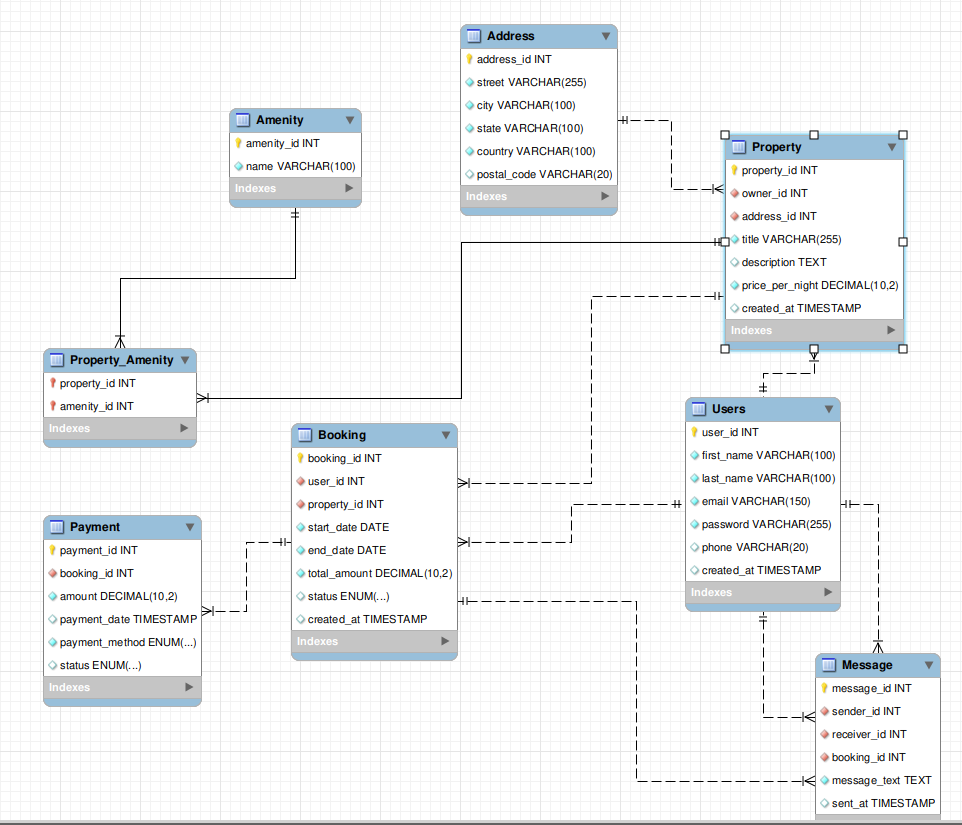 Address
address_id INT
street VARCHAR(255)
city VARCHAR(100)
state VARCHAR(100)
country VARCHAR(100)
postal_code VARCHAR(20)
Indexes
Amenity
amenity_id INT
name VARCHAR(100)
Indexes
Property
property_id INT
owner_id INT
address_id INT
title VARCHAR(255)
description TEXT
price_per_night DECIMAL(10,2)
created_at TIMESTAMP
Indexes
Property_Amenity
property_id INT
amenity_id INT
Indexes
Booking
booking_id INT
user_id INT
property_id INT
start_date DATE
end_date DATE
total_amount DECIMAL(10,2)
status ENUM(...)
created_at TIMESTAMP
Indexes
Users
user_id INT
first_name VARCHAR(100)
last_name VARCHAR(100)
email VARCHAR(150)
password VARCHAR(255)
phone VARCHAR(20)
created_at TIMESTAMP
Indexes
Payment
payment_id INT
booking_id INT
amount DECIMAL(10,2)
payment_date TIMESTAMP
payment_method ENUM(...)
status ENUM(...)
Indexes
Message
message_id INT
sender_id INT
receiver_id INT
booking_id INT
message_text TEXT
sent_at TIMESTAMP